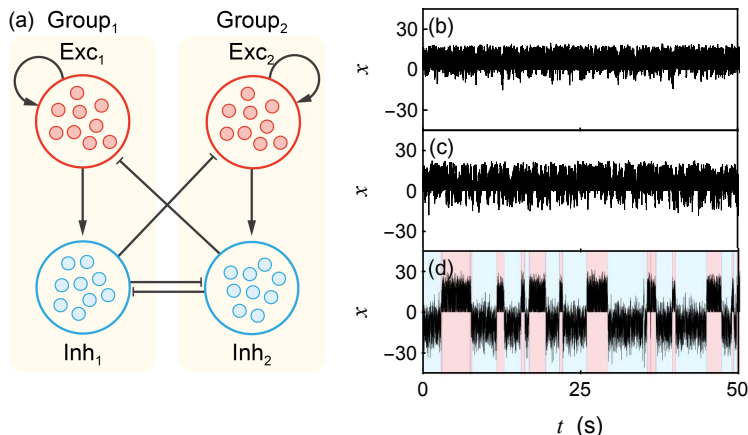 (a)
Group₁
Group₂
Exc₁
Exc₂
Inh₁
Inh₂
(b)
x
30
0
−30
(c)
x
30
0
−30
(d)
x
30
0
−30
0
25
50
t (s)